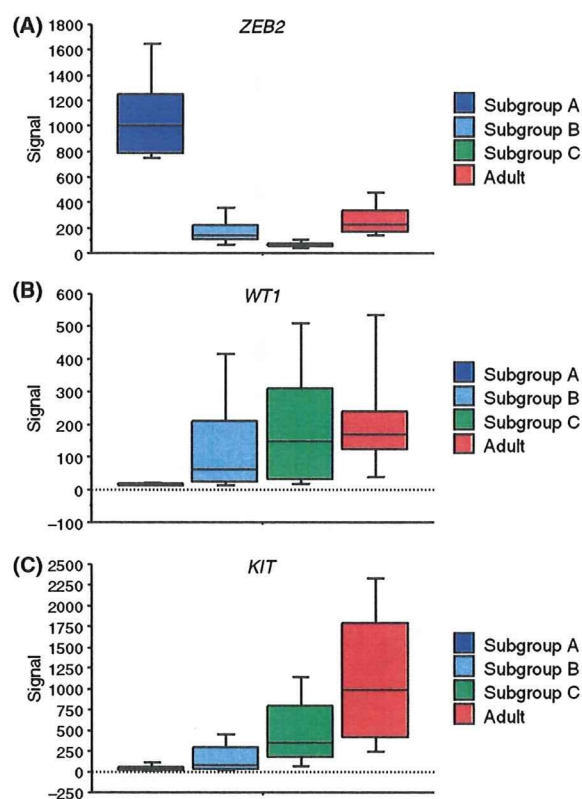 (A)
ZEB2
1800
1600
1400
1200
1000
800
600
400
200
0
Signal
Subgroup A
Subgroup B
Subgroup C
Adult
(B)
WT1
600
500
400
300
200
100
0
–100
Signal
Subgroup A
Subgroup B
Subgroup C
Adult
(C)
KIT
2500
2250
2000
1750
1500
1250
1000
750
500
250
0
–250
Signal
Subgroup A
Subgroup B
Subgroup C
Adult